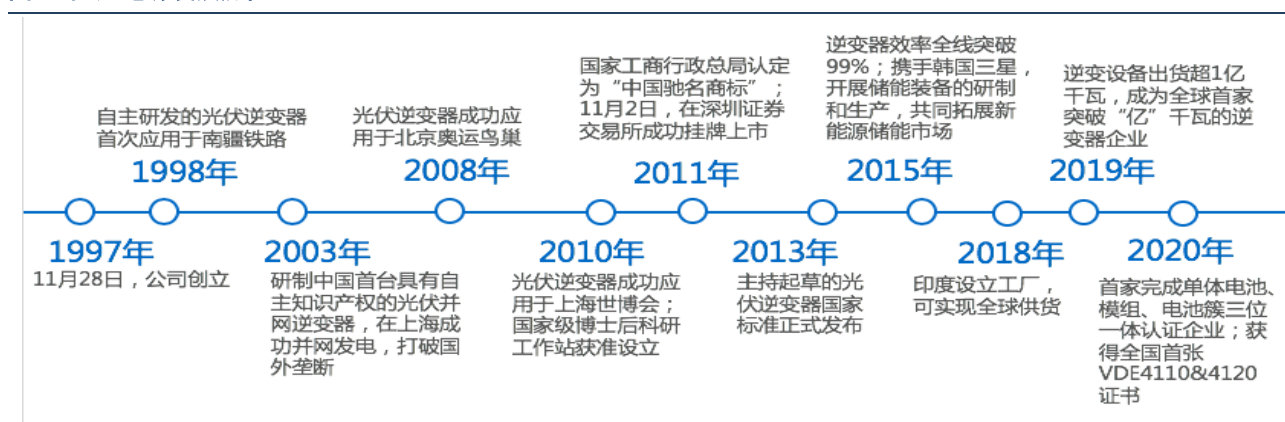 1997年
11月28日，公司创立
自主研发的光伏逆变器
首次应用于南疆铁路
1998年
2003年
研制中国首台具有自
主知识产权的光伏并
网逆变器，在上海成
功并网发电，打破国
外垄断
光伏逆变器成功应
用于北京奥运鸟巢
2008年
2010年
光伏逆变器成功应
用于上海世博会；
国家级博士后科研
工作站获准设立
国家工商行政总局认定
为“中国驰名商标”；
11月2日，在深圳证券
交易所成功挂牌上市
2011年
2013年
主持起草的光
伏逆变器国家
标准正式发布
逆变器效率全线突破
99%；携手韩国三星，
开展储能装备的研制
和生产，共同拓展新
能源储能市场
2015年
2018年
印度设立工厂，
可实现全球供货
逆变设备出货超1亿
千瓦，成为全球首家
突破“亿”千瓦的逆
变器企业
2019年
2020年
首家完成单体电池、
模组、电池簇三位
一体认证企业；获
得全国首张
VDE4110&4120
证书